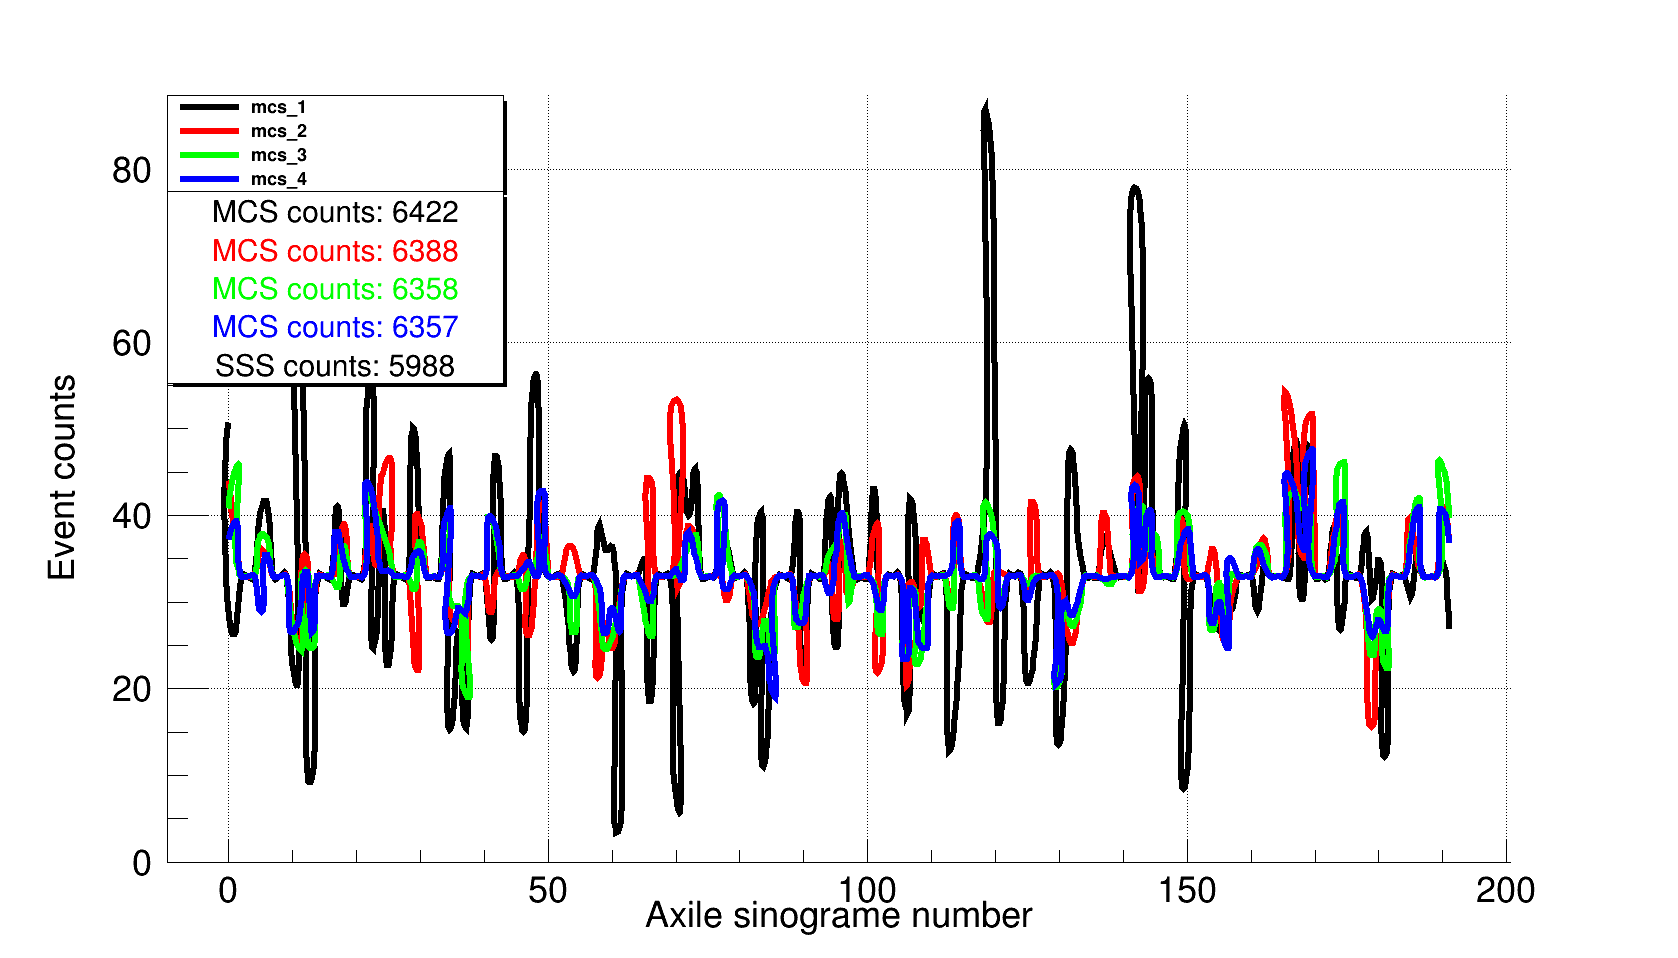 mcs_1
mcs_2
mcs_3
mcs_4
MCS counts: 6422
MCS counts: 6388
MCS counts: 6358
MCS counts: 6357
SSS counts: 5988
80
60
40
20
0
Event counts
0 50 100 150 200
Axile sinograme number